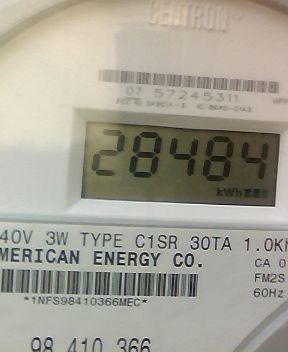 CENTRON®
07 57245311
28484
kWh
40V 3W TYPE C1SR 30TA 1.0K
MERICAN ENERGY CO.
CA 0
FM2S
60Hz
*1NFS98410366MEC*
98 410 366